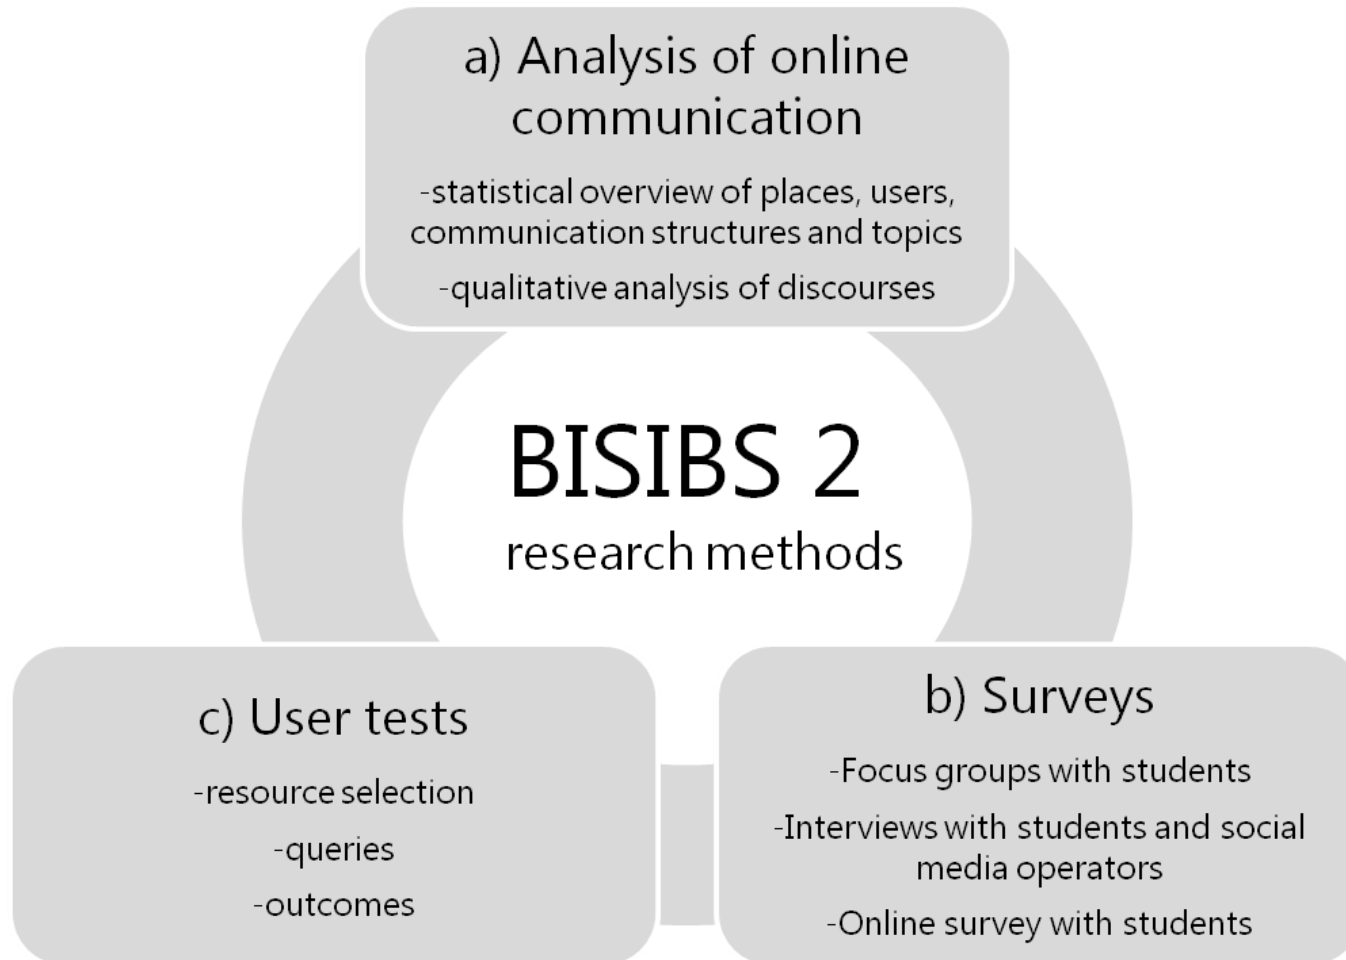 a) Analysis of online
communication
-statistical overview of places, users,
communication structures and topics
-qualitative analysis of discourses
BISIBS 2
research methods
c) User tests
-resource selection
-queries
-outcomes
b) Surveys
-Focus groups with students
-Interviews with students and social
media operators
-Online survey with students